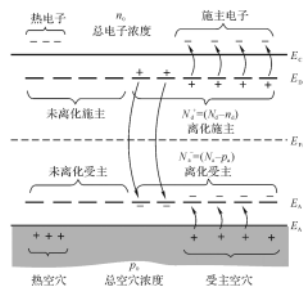 热电子
n₀
总电子浓度
施主电子
E_c
E_D
未离化施主
N_d⁺=(N_d-n_d)
离化施主
E_Fi
未离化受主
N_a⁻=(N_a-p_a)
离化受主
E_A
热空穴
p₀
总空穴浓度
受主空穴